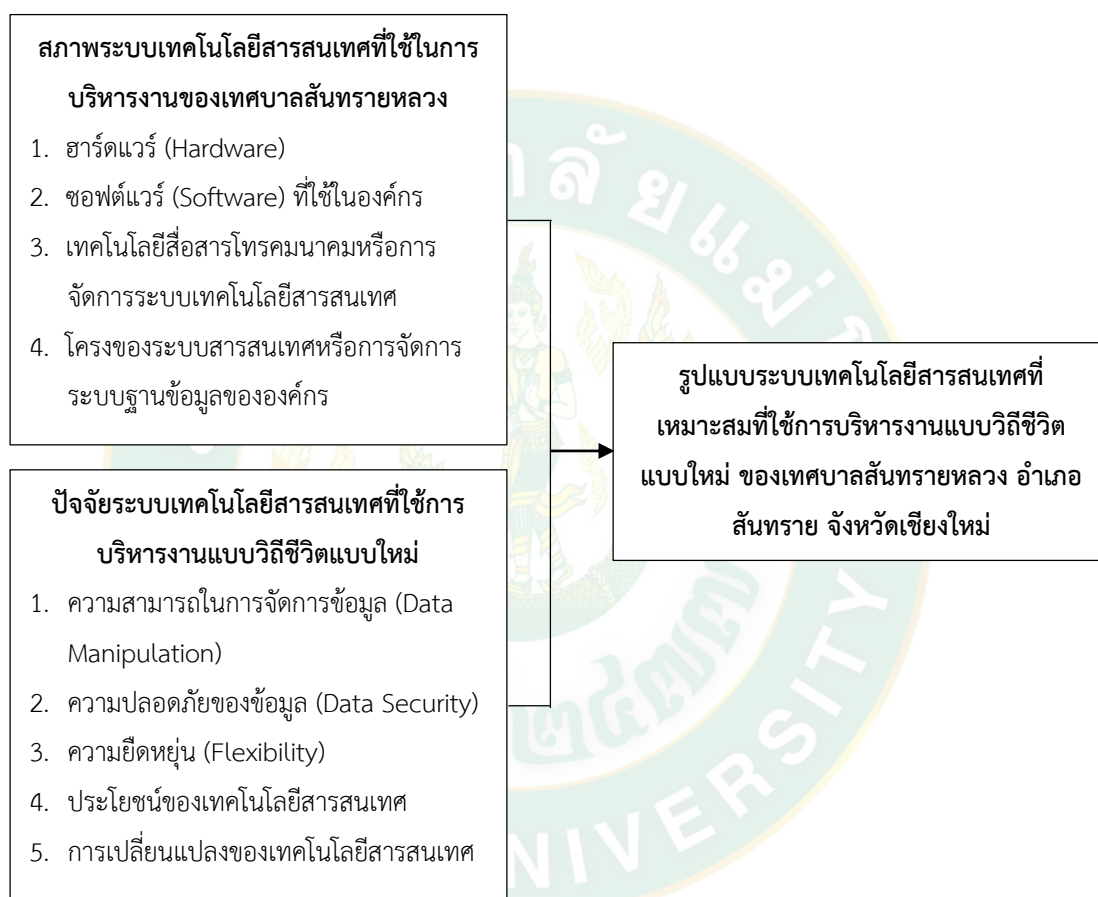 สภาพระบบเทคโนโลยีสารสนเทศที่ใช้ในการ
บริหารงานของเทศบาลสันทรายหลวง
1. ฮาร์ดแวร์ (Hardware)
2. ซอฟต์แวร์ (Software) ที่ใช้ในองค์กร
3. เทคโนโลยีสื่อสารโทรคมนาคมหรือการ
จัดการระบบเทคโนโลยีสารสนเทศ
4. โครงของระบบสารสนเทศหรือการจัดการ
ระบบฐานข้อมูลขององค์กร
ปัจจัยระบบเทคโนโลยีสารสนเทศที่ใช้การ
บริหารงานแบบวิถีชีวิตแบบใหม่
1. ความสามารถในการจัดการข้อมูล (Data
Manipulation)
2. ความปลอดภัยของข้อมูล (Data Security)
3. ความยืดหยุ่น (Flexibility)
4. ประโยชน์ของเทคโนโลยีสารสนเทศ
5. การเปลี่ยนแปลงของเทคโนโลยีสารสนเทศ
รูปแบบระบบเทคโนโลยีสารสนเทศที่
เหมาะสมที่ใช้การบริหารงานแบบวิถีชีวิต
แบบใหม่ ของเทศบาลสันทรายหลวง อำเภอ
สันทราย จังหวัดเชียงใหม่
๒๔๗๗